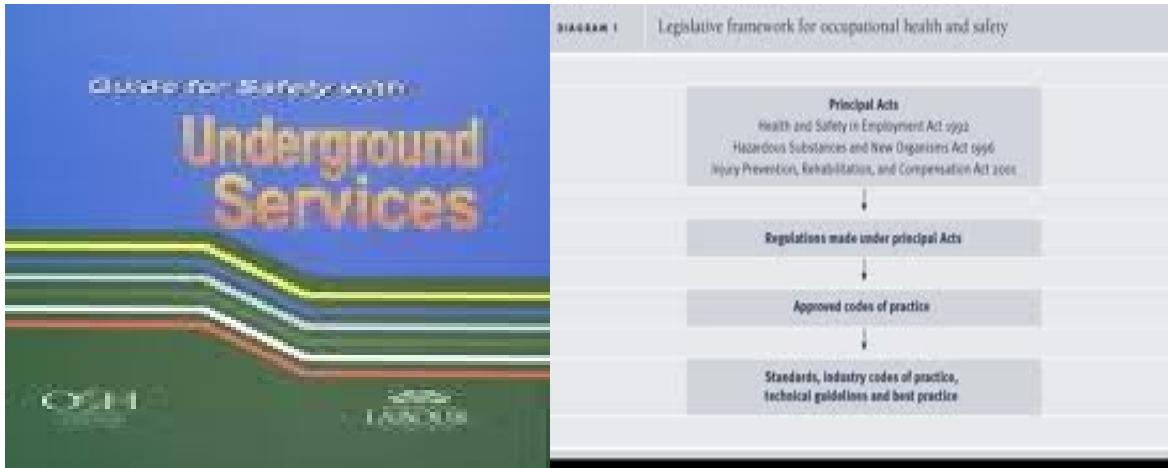 Guide for Safety with
Underground
Services
OSH
LABOUR
DIAGRAM 1
Legislative framework for occupational health and safety
Principal Acts
Health and Safety in Employment Act 1992
Hazardous Substances and New Organisms Act 1996
Injury Prevention, Rehabilitation, and Compensation Act 2001
Regulations made under principal Acts
Approved codes of practice
Standards, industry codes of practice,
technical guidelines and best practice